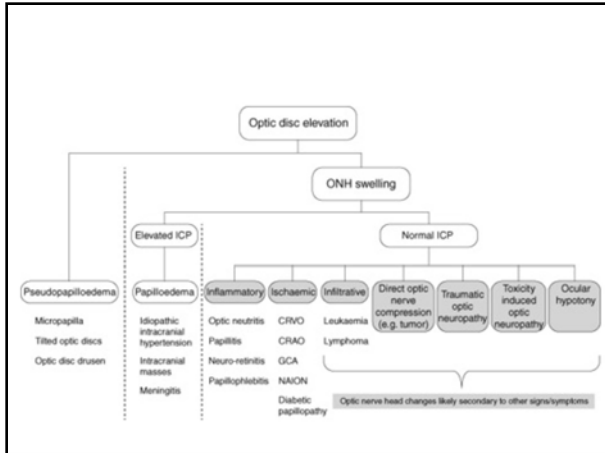 Optic disc elevation
ONH swelling
Elevated ICP
Normal ICP
Pseudopapilloedema
Papilloedema
Inflammatory
Ischaemic
Infiltrative
Direct optic
nerve
compression
(e.g. tumor)
Traumatic
optic
neuropathy
Toxicity
induced optic
neuropathy
Ocular
hypotony
Micropapilla
Tilted optic discs
Optic disc drusen
Idiopathic
intracranial
hypertension
Intracranial
masses
Meningitis
Optic neutritis
Papillitis
Neuro-retinitis
Papillophlebitis
CRVO
CRAO
GCA
NAION
Diabetic
papillopathy
Leukaemia
Lymphoma
Optic nerve head changes likely secondary to other signs/symptoms